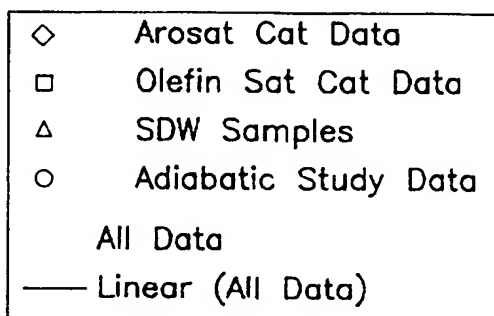 Arosat Cat Data
Olefin Sat Cat Data
SDW Samples
Adiabatic Study Data
All Data
Linear (All Data)